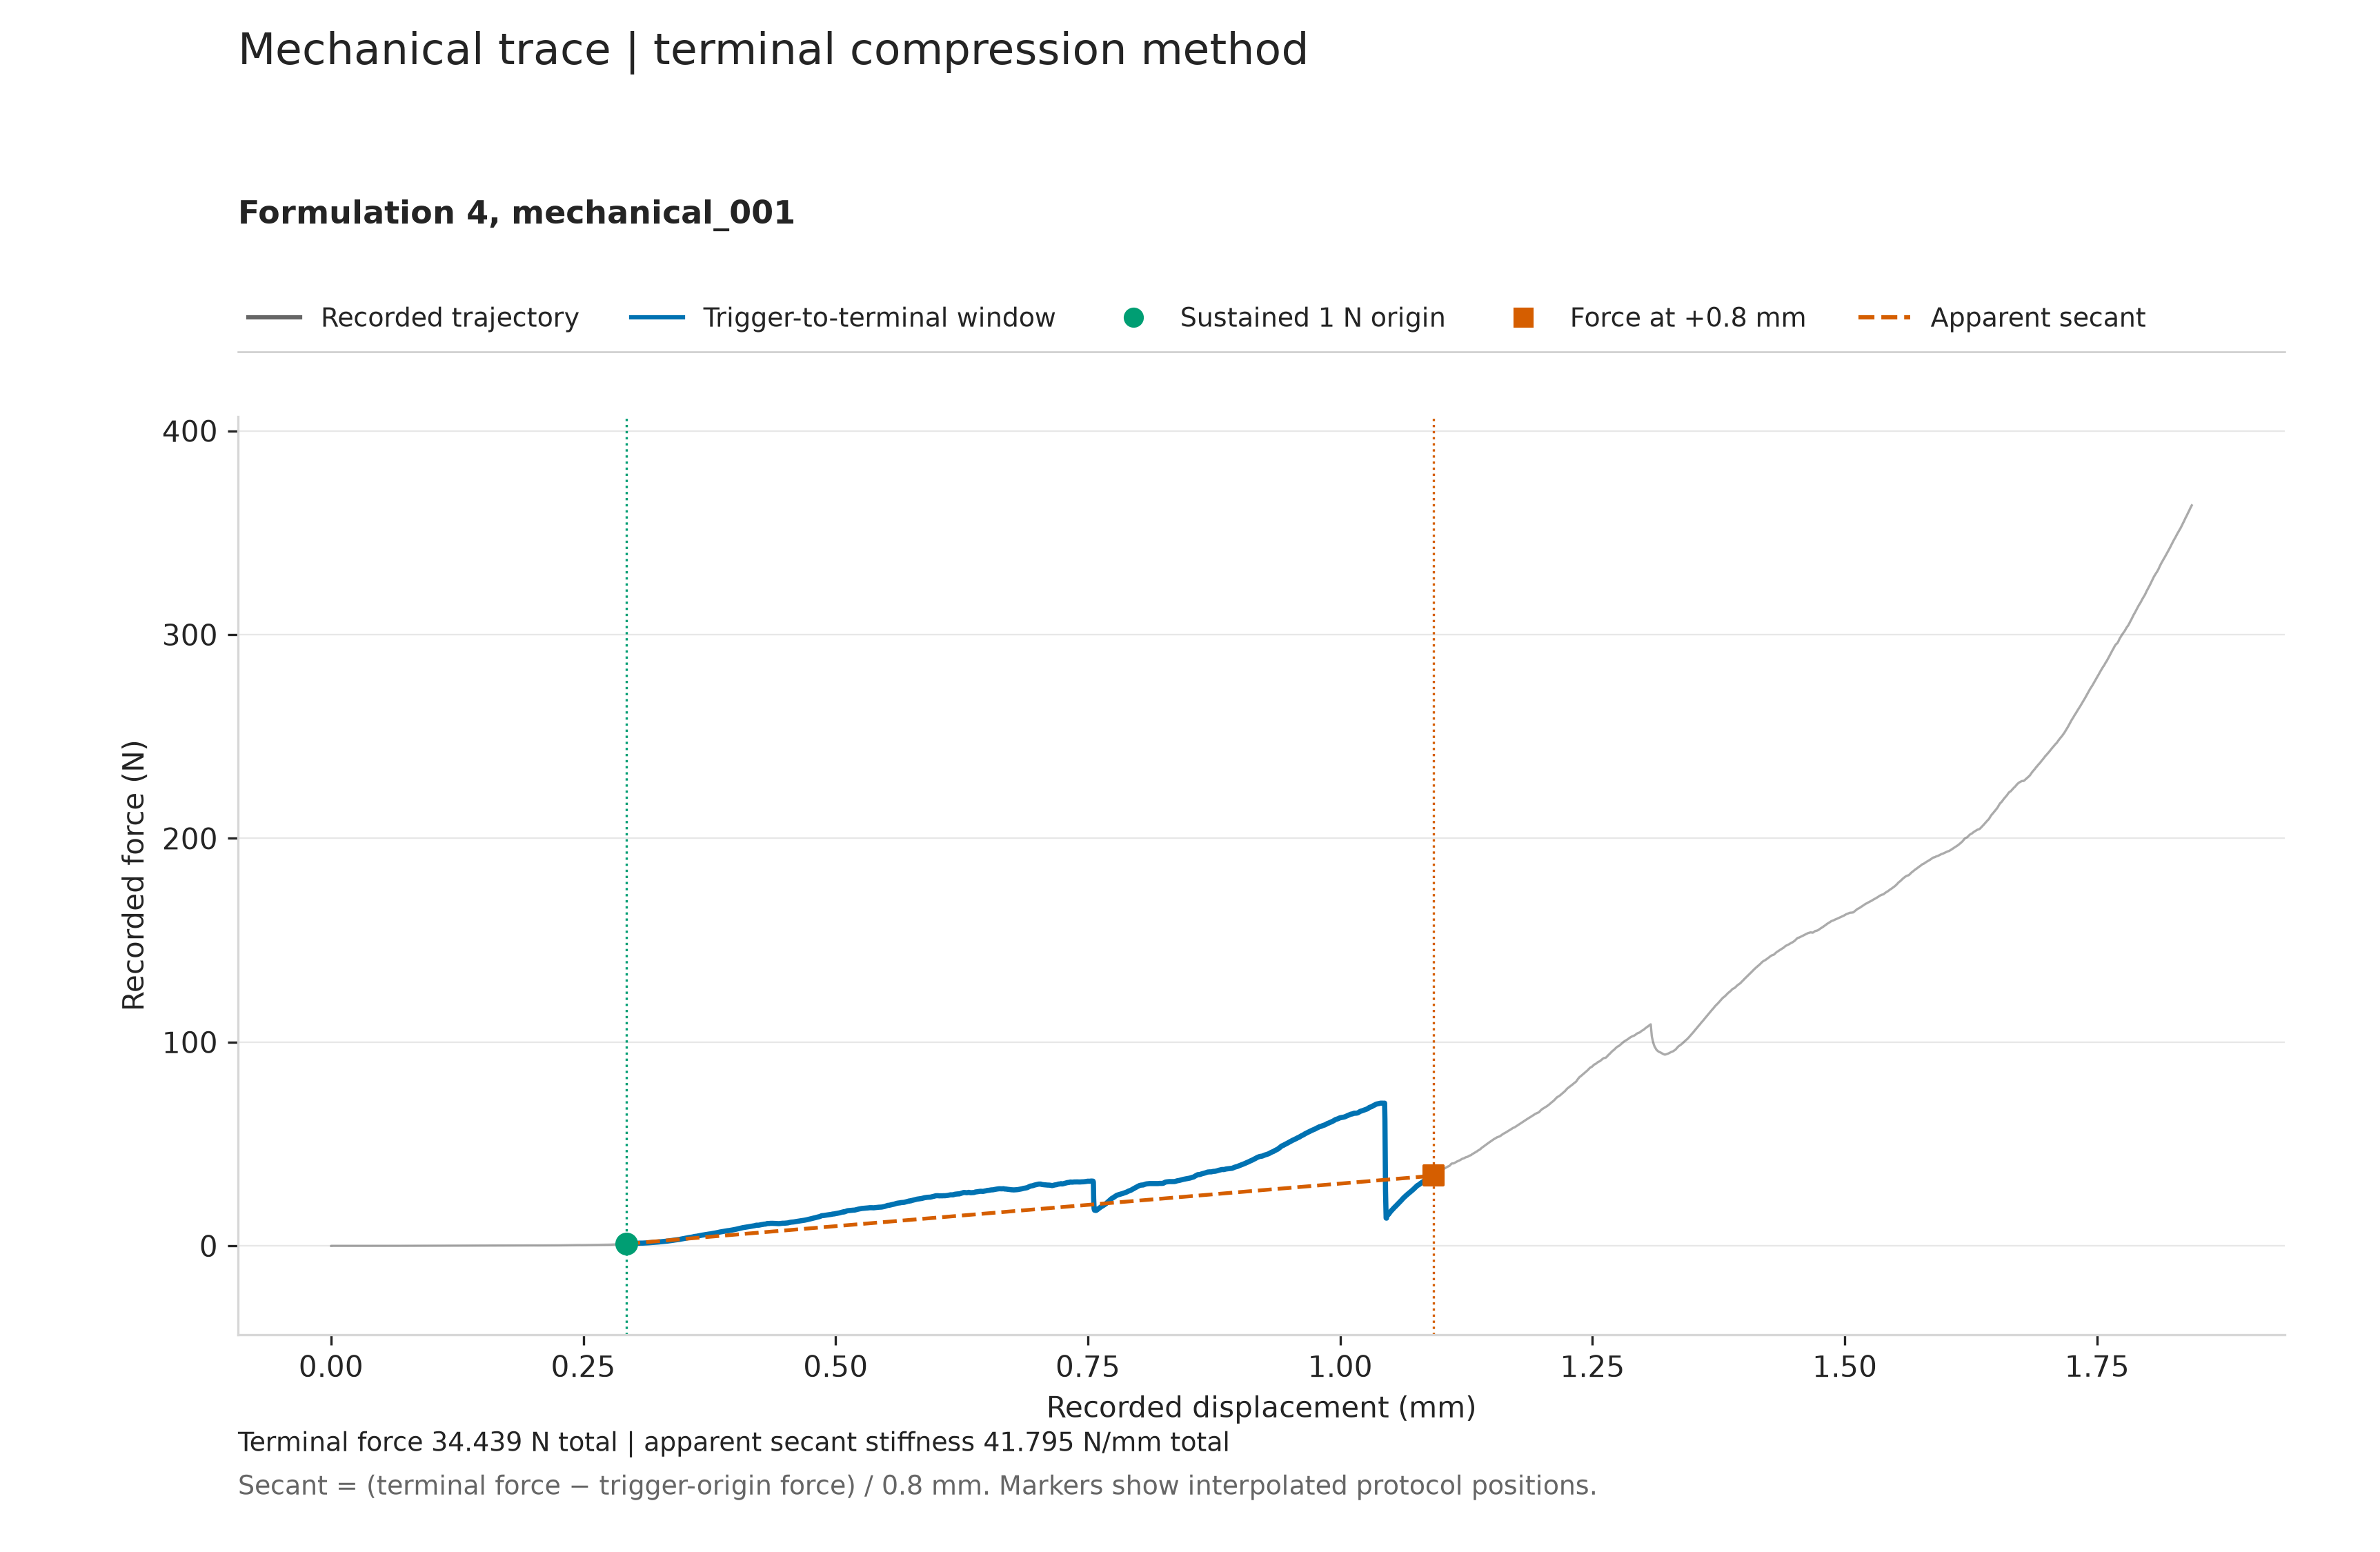 Mechanical trace | terminal compression method
Formulation 4, mechanical_001
Recorded trajectory
Trigger-to-terminal window
Sustained 1 N origin
Force at +0.8 mm
Apparent secant
400
300
200
100
0
Recorded force (N)
0.00
0.25
0.50
0.75
1.00
1.25
1.50
1.75
Recorded displacement (mm)
Terminal force 34.439 N total | apparent secant stiffness 41.795 N/mm total
Secant = (terminal force − trigger-origin force) / 0.8 mm. Markers show interpolated protocol positions.